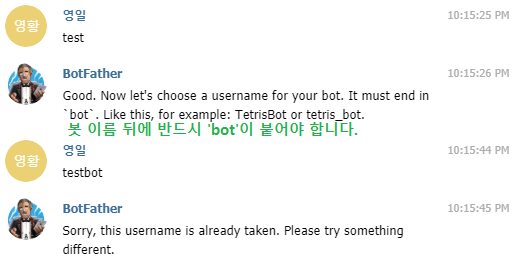 영황
영일
10:15:25 PM
test
BotFather
10:15:26 PM
Good. Now let's choose a username for your bot. It must end in
`bot`. Like this, for example: TetrisBot or tetris_bot.
봇 이름 뒤에 반드시 'bot'이 붙어야 합니다.
영황
영일
10:15:44 PM
testbot
BotFather
10:15:45 PM
Sorry, this username is already taken. Please try something
different.